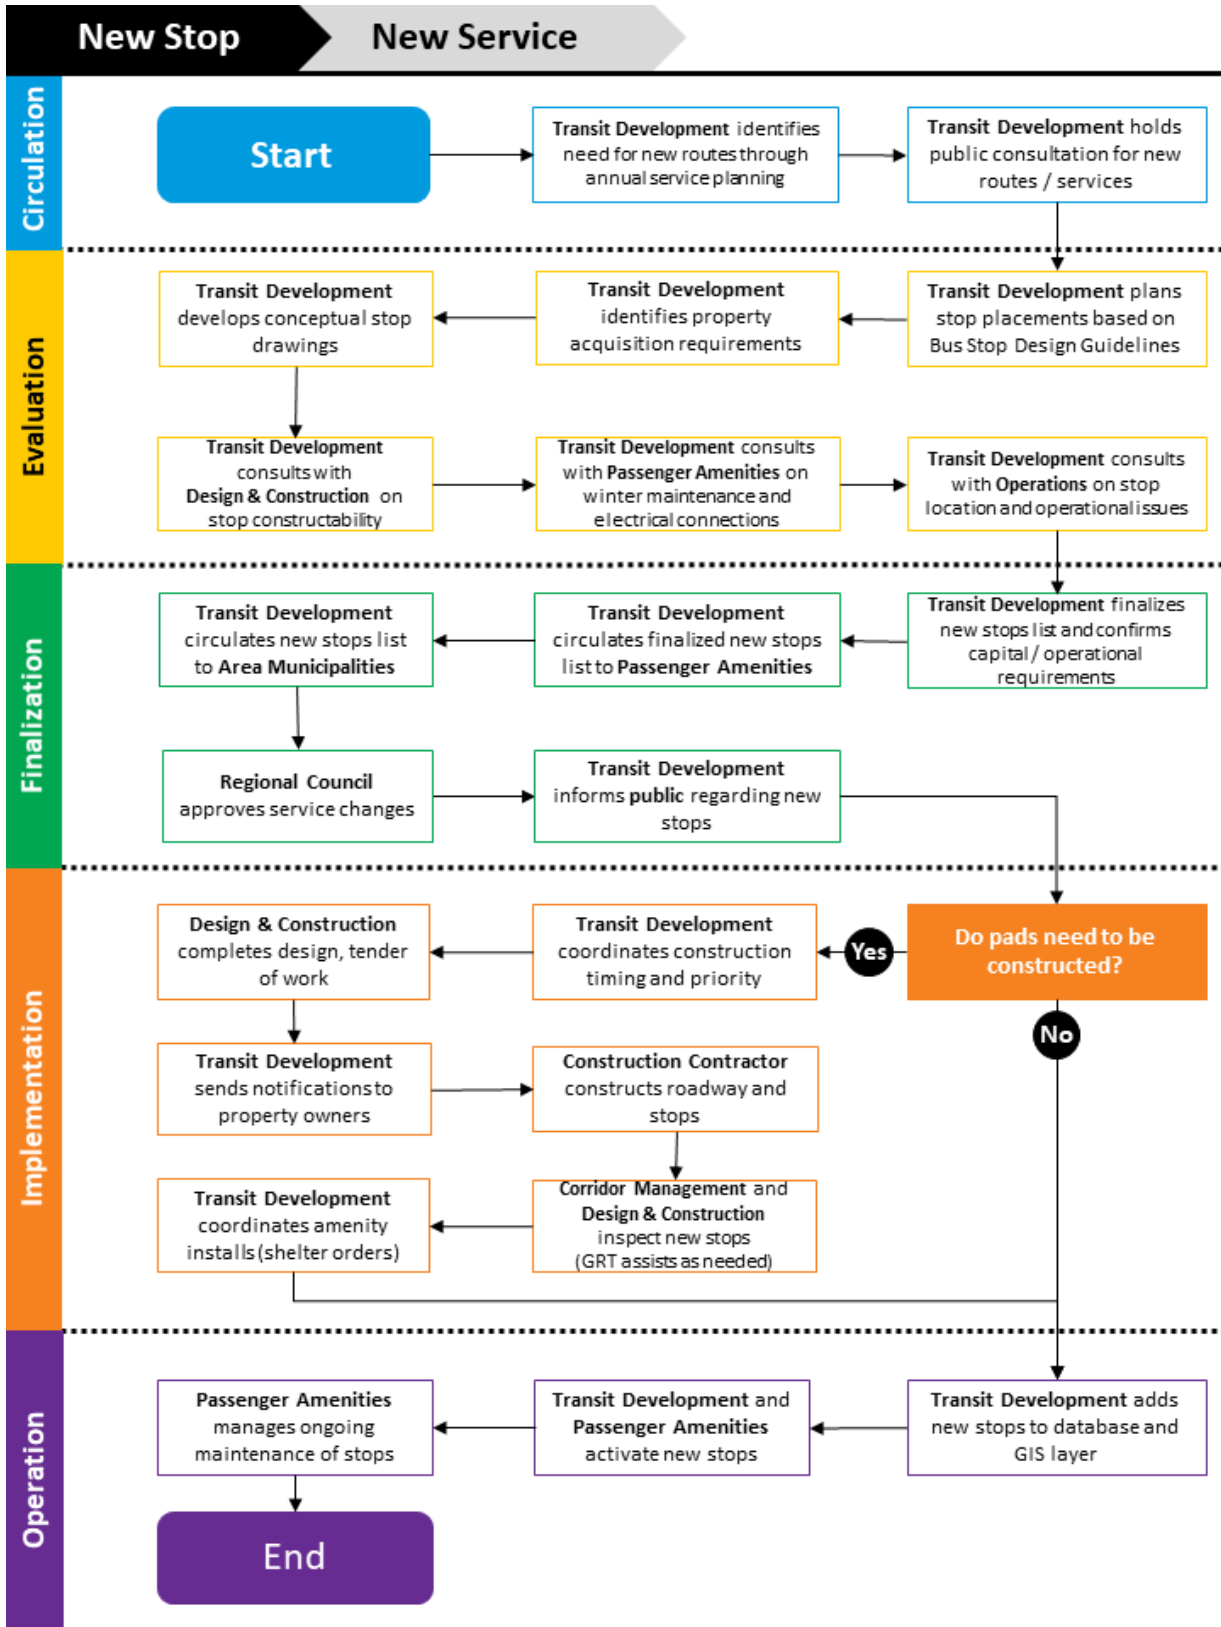 New Stop
New Service
Circulation
Start
Transit Development identifies
need for new routes through
annual service planning
Transit Development holds
public consultation for new
routes / services
Evaluation
Transit Development
develops conceptual stop
drawings
Transit Development
identifies property
acquisition requirements
Transit Development plans
stop placements based on
Bus Stop Design Guidelines
Transit Development
consults with
Design & Construction on
stop constructability
Transit Development consults
with Passenger Amenities on
winter maintenance and
electrical connections
Transit Development consults
with Operations on stop
location and operational issues
Finalization
Transit Development
circulates new stops list
to Area Municipalities
Transit Development
circulates finalized new stops
list to Passenger Amenities
Transit Development finalizes
new stops list and confirms
capital / operational
requirements
Regional Council
approves service changes
Transit Development
informs public regarding new
stops
Implementation
Design & Construction
completes design, tender
of work
Transit Development
coordinates construction
timing and priority
Yes
Do pads need to be
constructed?
No
Transit Development
sends notifications to
property owners
Construction Contractor
constructs roadway and
stops
Transit Development
coordinates amenity
installs (shelter orders)
Corridor Management and
Design & Construction
inspect new stops
(GRT assists as needed)
Operation
Passenger Amenities
manages ongoing
maintenance of stops
Transit Development and
Passenger Amenities
activate new stops
Transit Development adds
new stops to database and
GIS layer
End